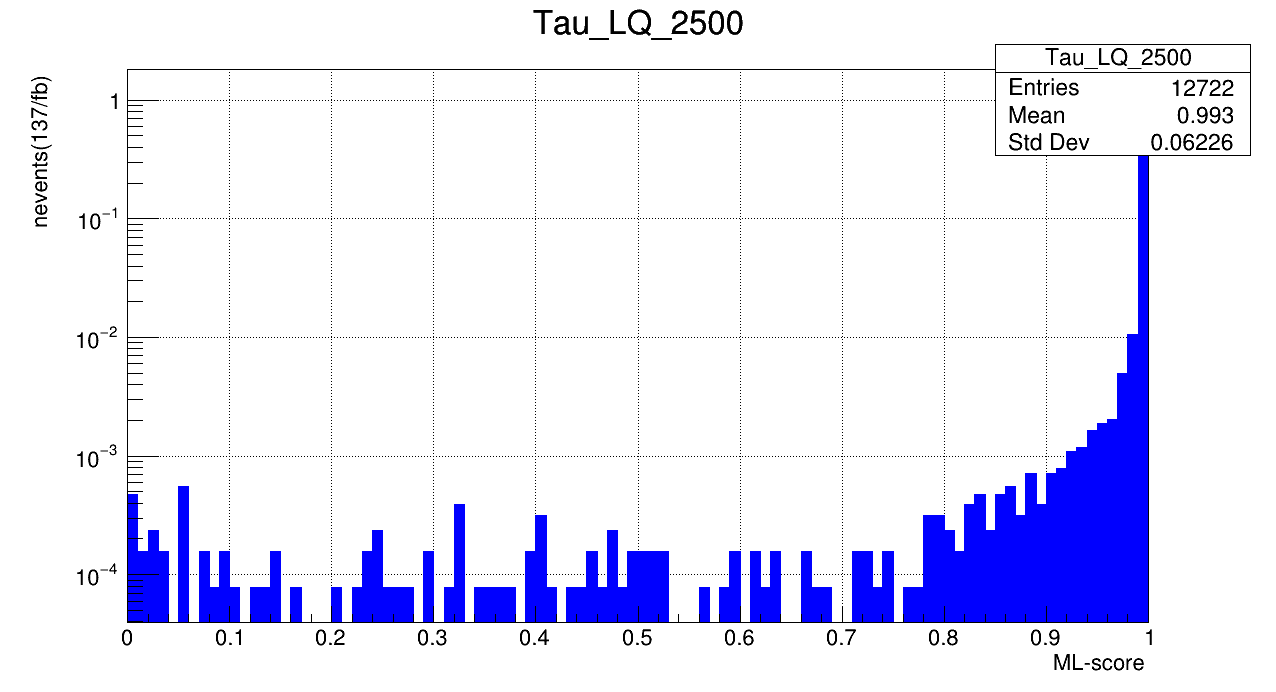 Tau_LQ_2500
Tau_LQ_2500
Entries 12722
Mean 0.993
Std Dev 0.06226
nevents(137/fb)
1
10⁻¹
10⁻²
10⁻³
10⁻⁴
0 0.1 0.2 0.3 0.4 0.5 0.6 0.7 0.8 0.9 1
ML-score